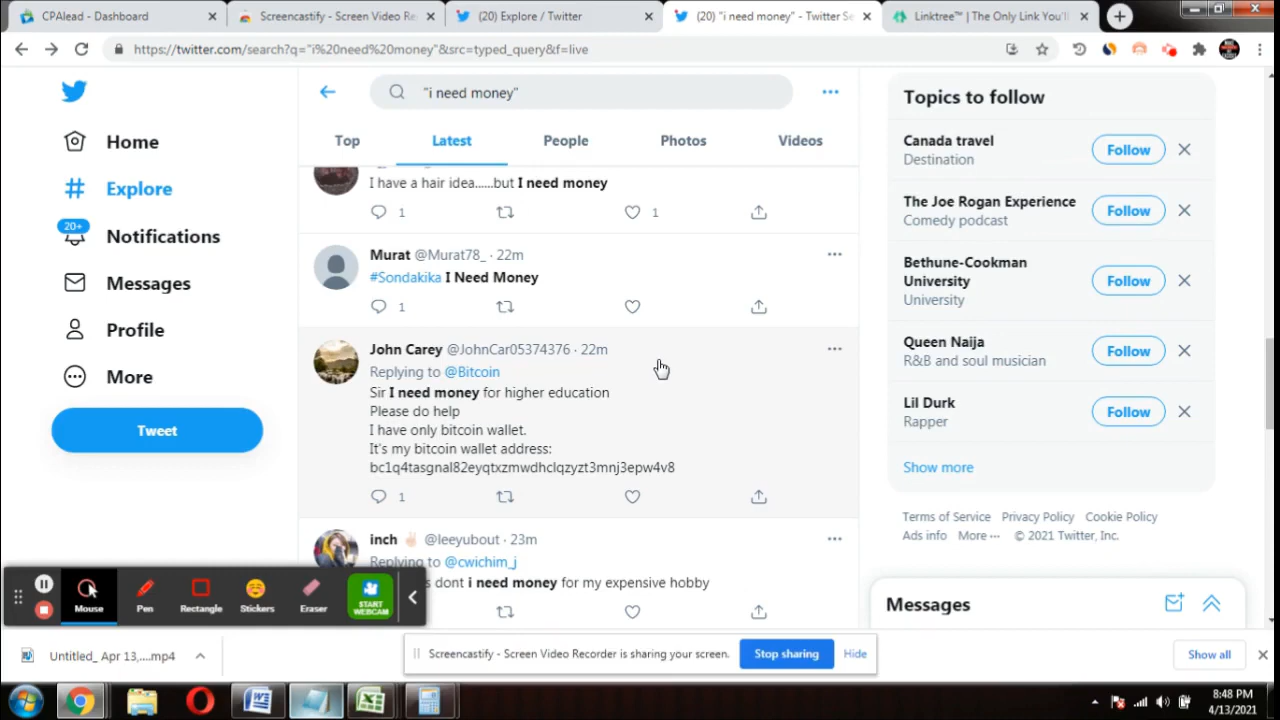 CPAlead - Dashboard
Screencastify - Screen Video Re
(20) Explore / Twitter
(20) "i need money" - Twitter Se
Linktree™ | The Only Link You'll
https://twitter.com/search?q="i%20need%20money"&src=typed_query&f=live
"i need money"
Top
Latest
People
Photos
Videos
Home
Explore
20+
Notifications
Messages
Profile
More
Tweet
I have a hair idea......but I need money
1
1
Murat @Murat78_ · 22m
#Sondakika I Need Money
1
John Carey @JohnCar05374376 · 22m
Replying to @Bitcoin
Sir I need money for higher education
Please do help
I have only bitcoin wallet.
It's my bitcoin wallet address:
bc1q4tasgnal82eyqtxzmwdhclqzyzt3mnj3epw4v8
1
inch ✌🏻 @leeyubout · 23m
Replying to @cwichim_j
dont i need money for my expensive hobby
Topics to follow
Canada travel
Destination
Follow
The Joe Rogan Experience
Comedy podcast
Follow
Bethune-Cookman
University
University
Follow
Queen Naija
R&B and soul musician
Follow
Lil Durk
Rapper
Follow
Show more
Terms of Service Privacy Policy Cookie Policy
Ads info More ··· © 2021 Twitter, Inc.
Messages
Mouse
Pen
Rectangle
Stickers
Eraser
START
WEBCAM
Untitled_ Apr 13,....mp4
Screencastify - Screen Video Recorder is sharing your screen.
Stop sharing
Hide
Show all
8:48 PM
4/13/2021